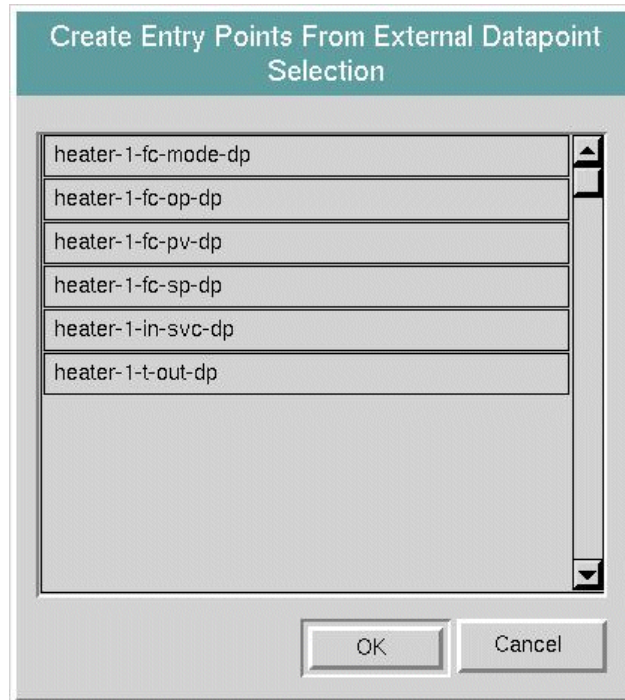 Create Entry Points From External Datapoint
Selection
heater-1-fc-mode-dp
heater-1-fc-op-dp
heater-1-fc-pv-dp
heater-1-fc-sp-dp
heater-1-in-svc-dp
heater-1-t-out-dp
OK Cancel